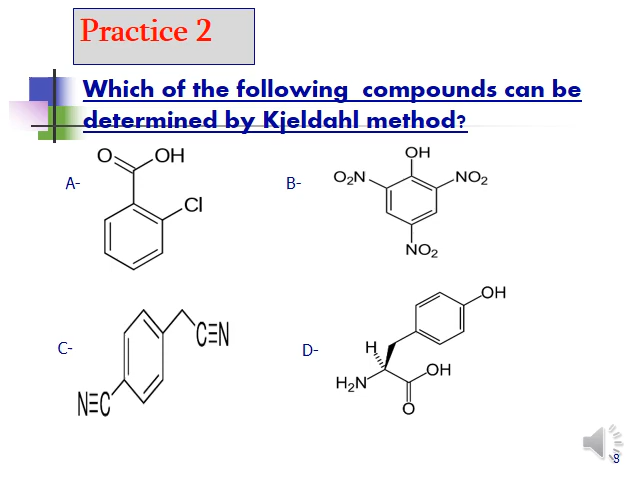 Practice 2
Which of the following compounds can be
determined by Kjeldahl method?
A-
O
OH
Cl
B-
OH
O₂N
NO₂
NO₂
C-
C≡N
N≡C
D-
OH
H
H₂N
OH
O
8